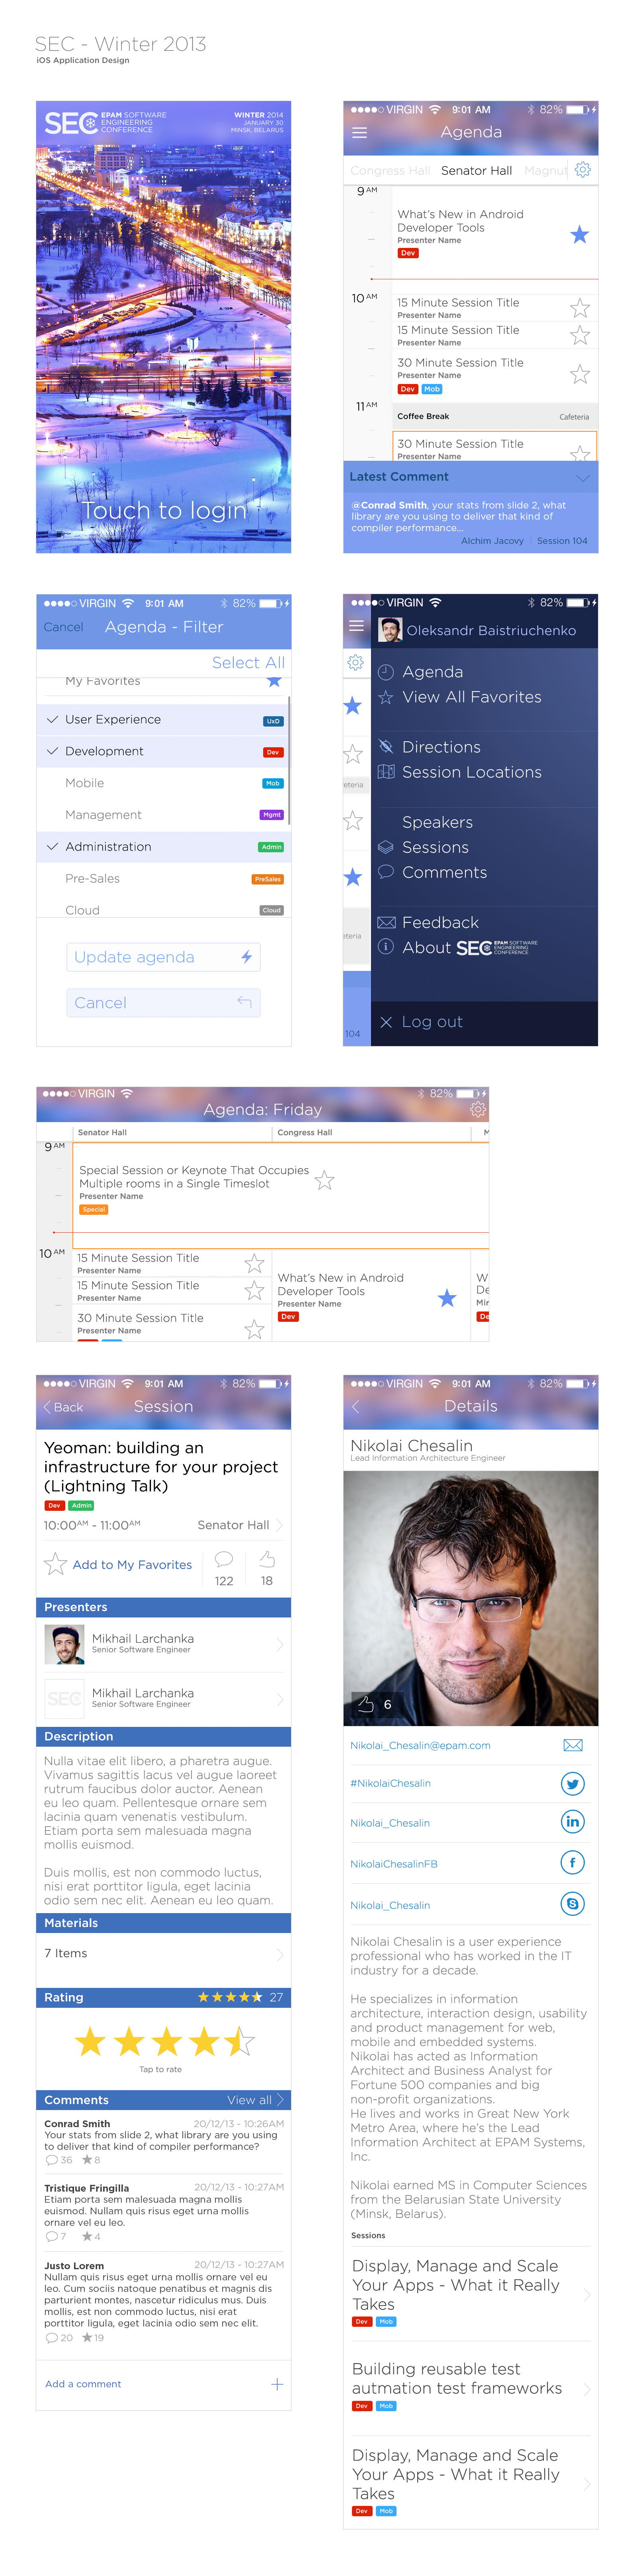 SEC - Winter 2013
iOS Application Design
SEC EPAM SOFTWARE
ENGINEERING
CONFERENCE
WINTER 2014
JANUARY 30
MINSK, BELARUS
Touch to login
VIRGIN 9:01 AM 82%
Agenda
Congress Hall Senator Hall Magnut
9 AM
What's New in Android
Developer Tools
Presenter Name
Dev
10 AM
15 Minute Session Title
Presenter Name
15 Minute Session Title
Presenter Name
30 Minute Session Title
Presenter Name
Dev Mob
11 AM
Coffee Break Cafeteria
30 Minute Session Title
Presenter Name
Latest Comment
@Conrad Smith, your stats from slide 2, what
library are you using to deliver that kind of
compiler performance...
Alchim Jacovy Session 104
VIRGIN 9:01 AM 82%
Cancel Agenda - Filter
Select All
My Favorites
User Experience UxD
Development Dev
Mobile Mob
Management Mgmt
Administration Admin
Pre-Sales PreSales
Cloud Cloud
Update agenda
Cancel
VIRGIN 82%
Oleksandr Baistriuchenko
Agenda
View All Favorites
Directions
Session Locations
eteria
Speakers
Sessions
Comments
Feedback
eteria
About SEC EPAM SOFTWARE
ENGINEERING
CONFERENCE
104
Log out
VIRGIN 82%
Agenda: Friday
Senator Hall Congress Hall M
9 AM
Special Session or Keynote That Occupies
Multiple rooms in a Single Timeslot
Presenter Name
Special
10 AM
15 Minute Session Title
Presenter Name
15 Minute Session Title
Presenter Name
30 Minute Session Title
Presenter Name
What's New in Android
Developer Tools
Presenter Name
Dev
W
De
Mir
De
VIRGIN 9:01 AM 82%
Back Session
Yeoman: building an
infrastructure for your project
(Lightning Talk)
Dev Admin
10:00AM - 11:00AM Senator Hall
Add to My Favorites
122
18
Presenters
Mikhail Larchanka
Senior Software Engineer
SEC
Mikhail Larchanka
Senior Software Engineer
Description
Nulla vitae elit libero, a pharetra augue.
Vivamus sagittis lacus vel augue laoreet
rutrum faucibus dolor auctor. Aenean
eu leo quam. Pellentesque ornare sem
lacinia quam venenatis vestibulum.
Etiam porta sem malesuada magna
mollis euismod.
Duis mollis, est non commodo luctus,
nisi erat porttitor ligula, eget lacinia
odio sem nec elit. Aenean eu leo quam.
Materials
7 Items
Rating 27
Tap to rate
Comments View all
Conrad Smith 20/12/13 - 10:26AM
Your stats from slide 2, what library are you using
to deliver that kind of compiler performance?
36 8
Tristique Fringilla 20/12/13 - 10:27AM
Etiam porta sem malesuada magna mollis
euismod. Nullam quis risus eget urna mollis
ornare vel eu leo.
7 4
Justo Lorem 20/12/13 - 10:27AM
Nullam quis risus eget urna mollis ornare vel eu
leo. Cum sociis natoque penatibus et magnis dis
parturient montes, nascetur ridiculus mus. Duis
mollis, est non commodo luctus, nisi erat
porttitor ligula, eget lacinia odio sem nec elit.
20 19
Add a comment
VIRGIN 9:01 AM 82%
Details
Nikolai Chesalin
Lead Information Architecture Engineer
6
Nikolai_Chesalin@epam.com
#NikolaiChesalin
Nikolai_Chesalin
NikolaiChesalinFB
Nikolai_Chesalin
Nikolai Chesalin is a user experience
professional who has worked in the IT
industry for a decade.
He specializes in information
architecture, interaction design, usability
and product management for web,
mobile and embedded systems.
Nikolai has acted as Information
Architect and Business Analyst for
Fortune 500 companies and big
non-profit organizations.
He lives and works in Great New York
Metro Area, where he's the Lead
Information Architect at EPAM Systems,
Inc.
Nikolai earned MS in Computer Sciences
from the Belarusian State University
(Minsk, Belarus).
Sessions
Display, Manage and Scale
Your Apps - What it Really
Takes
Dev Mob
Building reusable test
autmation test frameworks
Dev Mob
Display, Manage and Scale
Your Apps - What it Really
Takes
Dev Mob